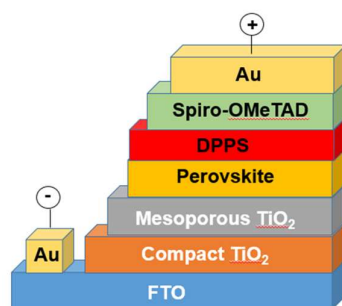 +
Au
Spiro-OMeTAD
DPPS
Perovskite
-
Mesoporous TiO₂
Au
Compact TiO₂
FTO